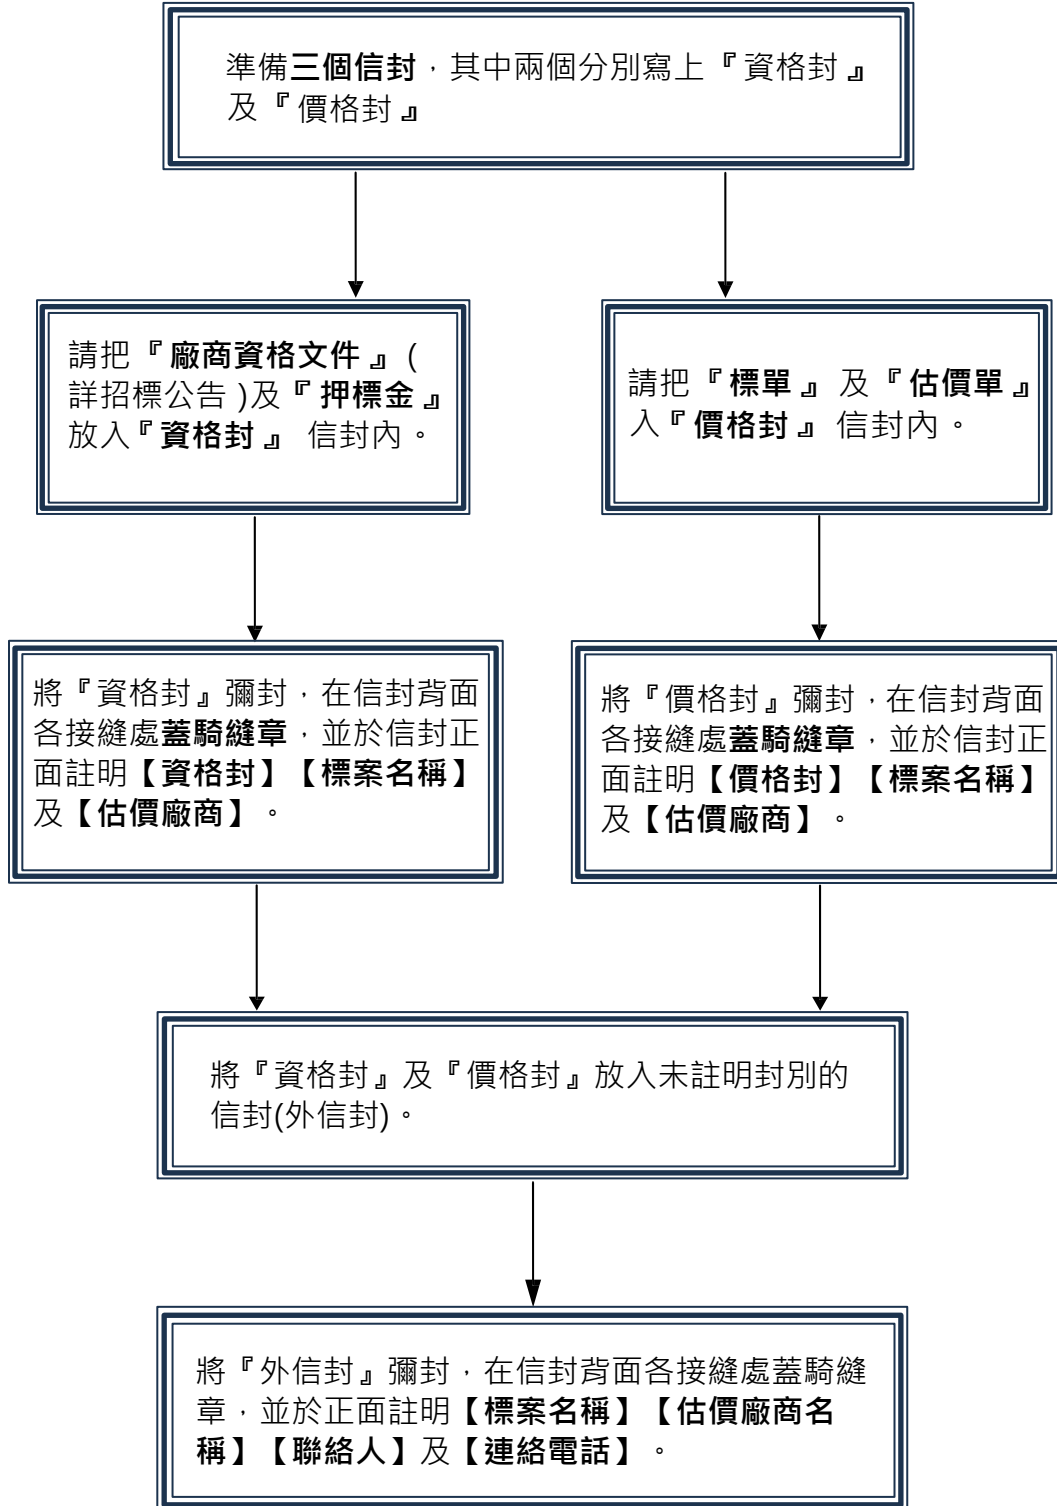 準備三個信封，其中兩個分別寫上『資格封』
及『價格封』
請把『廠商資格文件』(
詳招標公告)及『押標金』
放入『資格封』 信封內。
請把『標單』 及『估價單』
入『價格封』 信封內。
將『資格封』彌封，在信封背面
各接縫處蓋騎縫章，並於信封正
面註明【資格封】【標案名稱】
及【估價廠商】。
將『價格封』彌封，在信封背面
各接縫處蓋騎縫章，並於信封正
面註明【價格封】【標案名稱】
及【估價廠商】。
將『資格封』及『價格封』放入未註明封別的
信封(外信封)。
將『外信封』彌封，在信封背面各接縫處蓋騎縫
章，並於正面註明【標案名稱】【估價廠商名
稱】【聯絡人】及【連絡電話】。